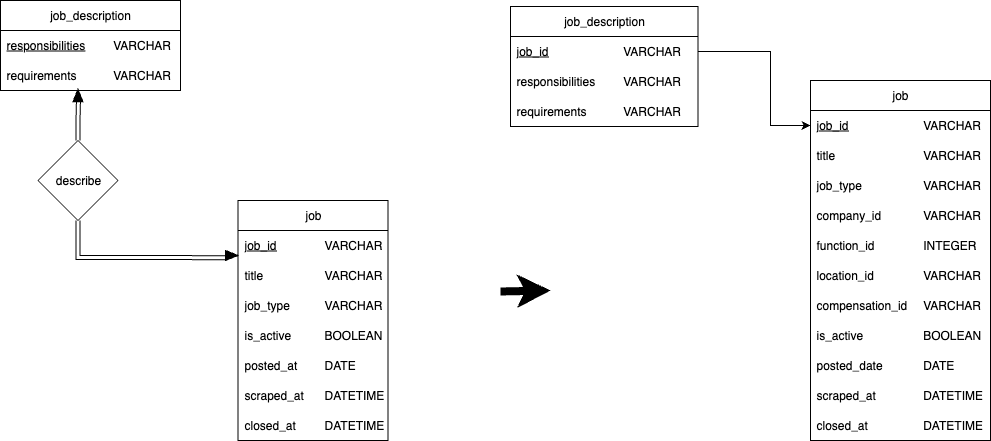 job_description
responsibilities VARCHAR
requirements VARCHAR
describe
job
job_id VARCHAR
title VARCHAR
job_type VARCHAR
is_active BOOLEAN
posted_at DATE
scraped_at DATETIME
closed_at DATETIME
job_description
job_id VARCHAR
responsibilities VARCHAR
requirements VARCHAR
job
job_id VARCHAR
title VARCHAR
job_type VARCHAR
company_id VARCHAR
function_id INTEGER
location_id VARCHAR
compensation_id VARCHAR
is_active BOOLEAN
posted_date DATE
scraped_at DATETIME
closed_at DATETIME